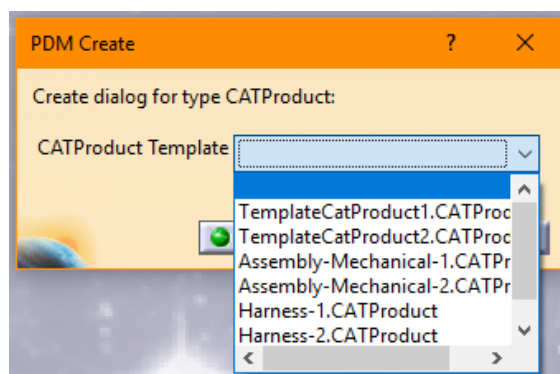 PDM Create ?
Create dialog for type CATProduct:
CATProduct Template
TemplateCatProduct1.CATProd
TemplateCatProduct2.CATProd
Assembly-Mechanical-1.CATPr
Assembly-Mechanical-2.CATPr
Harness-1.CATProduct
Harness-2.CATProduct